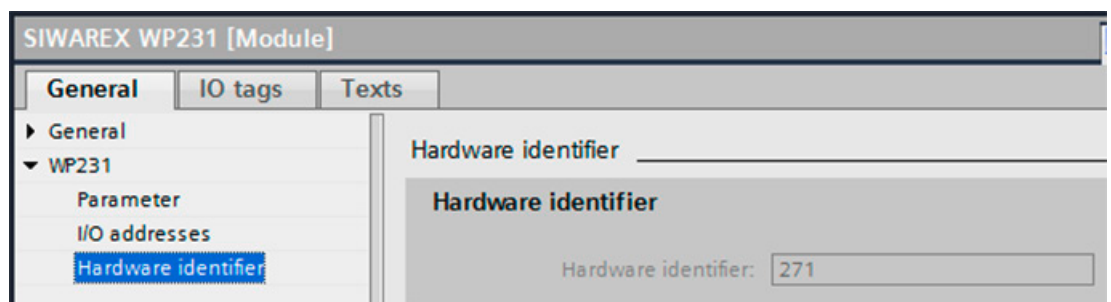 SIWAREX WP231 [Module]
General IO tags Texts
General
WP231
Parameter
I/O addresses
Hardware identifier
Hardware identifier
Hardware identifier
Hardware identifier: 271